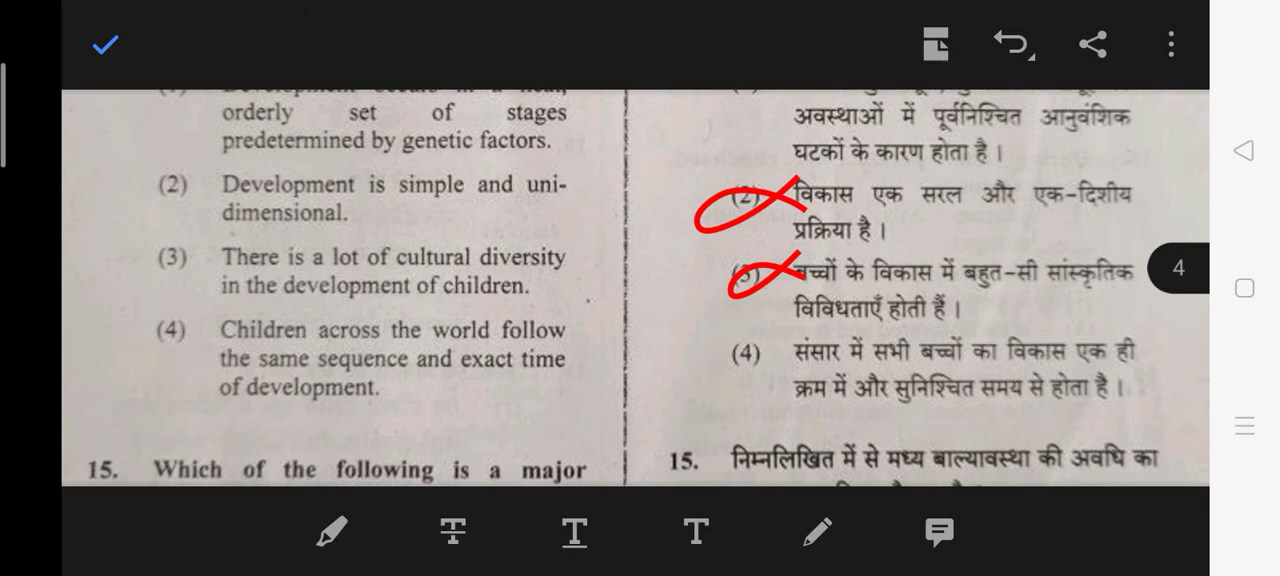 orderly set of stages
predetermined by genetic factors.
(2) Development is simple and uni-
dimensional.
(3) There is a lot of cultural diversity
in the development of children.
(4) Children across the world follow
the same sequence and exact time
of development.
15. Which of the following is a major
अवस्थाओं में पूर्वनिश्चित आनुवंशिक
घटकों के कारण होता है ।
(2) विकास एक सरल और एक-दिशीय
प्रक्रिया है ।
(3) बच्चों के विकास में बहुत-सी सांस्कृतिक
विविधताएँ होती हैं ।
(4) संसार में सभी बच्चों का विकास एक ही
क्रम में और सुनिश्चित समय से होता है ।
15. निम्नलिखित में से मध्य बाल्यावस्था की अवधि का
4
T
T
T